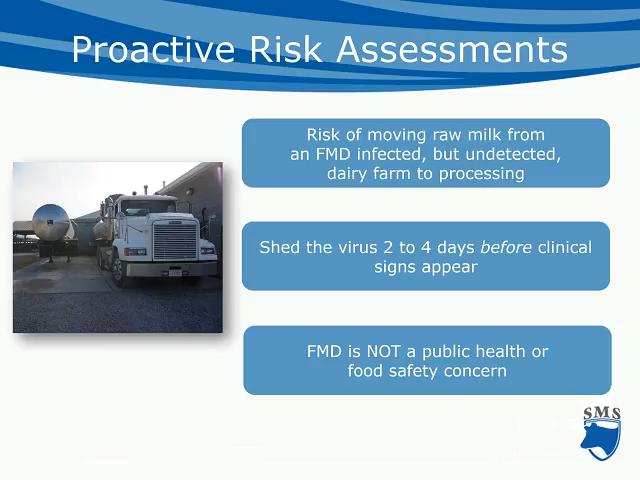 Proactive Risk Assessments
Risk of moving raw milk from
an FMD infected, but undetected,
dairy farm to processing
Shed the virus 2 to 4 days before clinical
signs appear
FMD is NOT a public health or
food safety concern
SMS